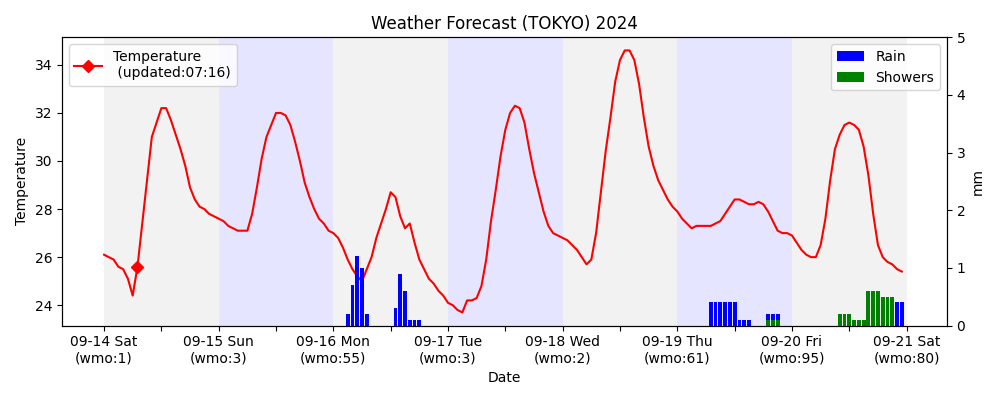 Weather Forecast (TOKYO) 2024
Temperature
(updated:07:16)
Rain
Showers
Temperature
34
32
30
28
26
24
5
4
3
2
1
0
mm
09-14 Sat
(wmo:1)
09-15 Sun
(wmo:3)
09-16 Mon
(wmo:55)
09-17 Tue
(wmo:3)
09-18 Wed
(wmo:2)
09-19 Thu
(wmo:61)
09-20 Fri
(wmo:95)
09-21 Sat
(wmo:80)
Date